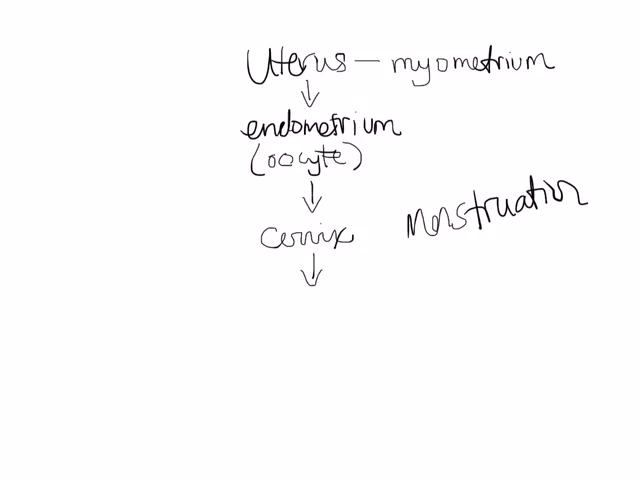 Uterus — myometrium
↓
endometrium
(oocyte)
↓
Cervix
↓
Menstruation